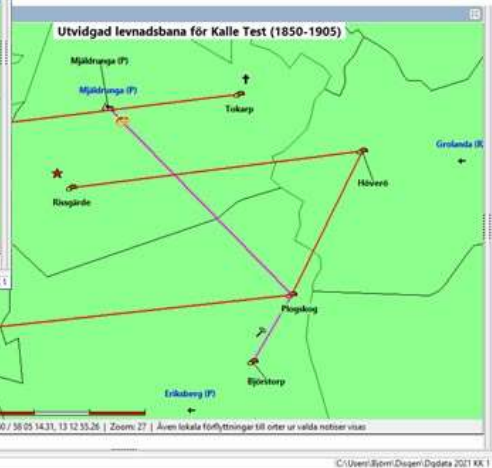 Utvidgad levnadsbana för Kalle Test (1850-1905)
Mjäldrunga (P)
Mjäldrunga (P)
Tokarp
Grolanda (R
Höverö
Rissgärde
1
Plogskog
Björstorp
Eriksberg (P)
0 / 58 05 14.31, 13 12 55.26 | Zoom: 27 | Även lokala förflyttningar till orter ur valda notiser visas
C:\Users\Bjorn\Disgen\Dgdata 2021 KK 1